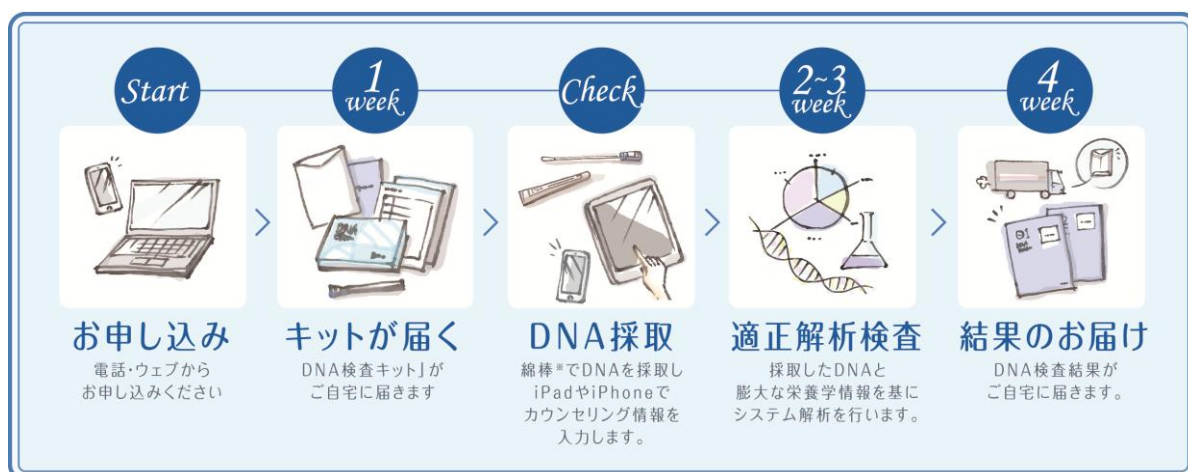 Start
1
week
Check
2~3
week
4
week
DNA
お申し込み
電話・ウェブから
お申し込みください
キットが届く
DNA検査キット」が
ご自宅に届きます
DNA採取
綿棒※でDNAを採取し
iPadやiPhoneで
カウンセリング情報を
入力します。
適正解析検査
採取したDNAと
膨大な栄養学情報を基に
システム解析を行います。
結果のお届け
DNA検査結果が
ご自宅に届きます。